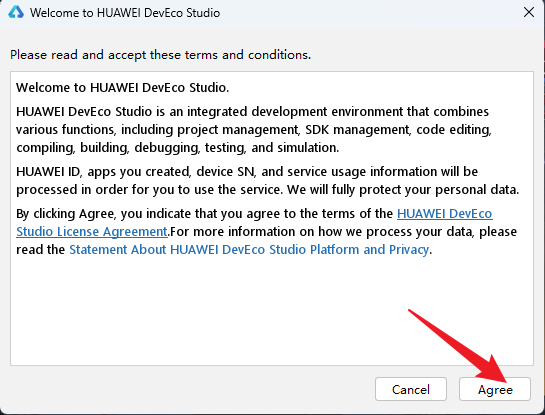 Welcome to HUAWEI DevEco Studio
Please read and accept these terms and conditions.
Welcome to HUAWEI DevEco Studio.
HUAWEI DevEco Studio is an integrated development environment that combines
various functions, including project management, SDK management, code editing,
compiling, building, debugging, testing, and simulation.
HUAWEI ID, apps you created, device SN, and service usage information will be
processed in order for you to use the service. We will fully protect your personal data.
By clicking Agree, you indicate that you agree to the terms of the HUAWEI DevEco
Studio License Agreement.For more information on how we process your data, please
read the Statement About HUAWEI DevEco Studio Platform and Privacy.
Cancel
Agree